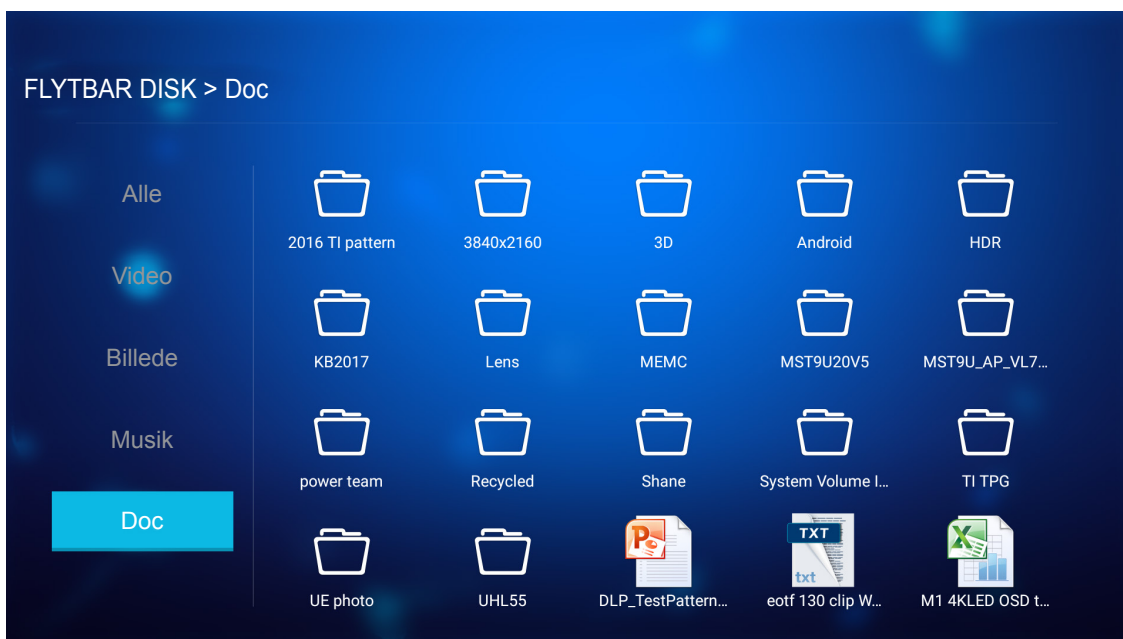 FLYTBAR DISK > Doc
Alle
Video
Billede
Musik
Doc
2016 TI pattern
3840x2160
3D
Android
HDR
KB2017
Lens
MEMC
MST9U20V5
MST9U_AP_VL7...
power team
Recycled
Shane
System Volume I...
TI TPG
UE photo
UHL55
P
DLP_TestPattern...
TXT
txt
eotf 130 clip W...
X
M1 4KLED OSD t...